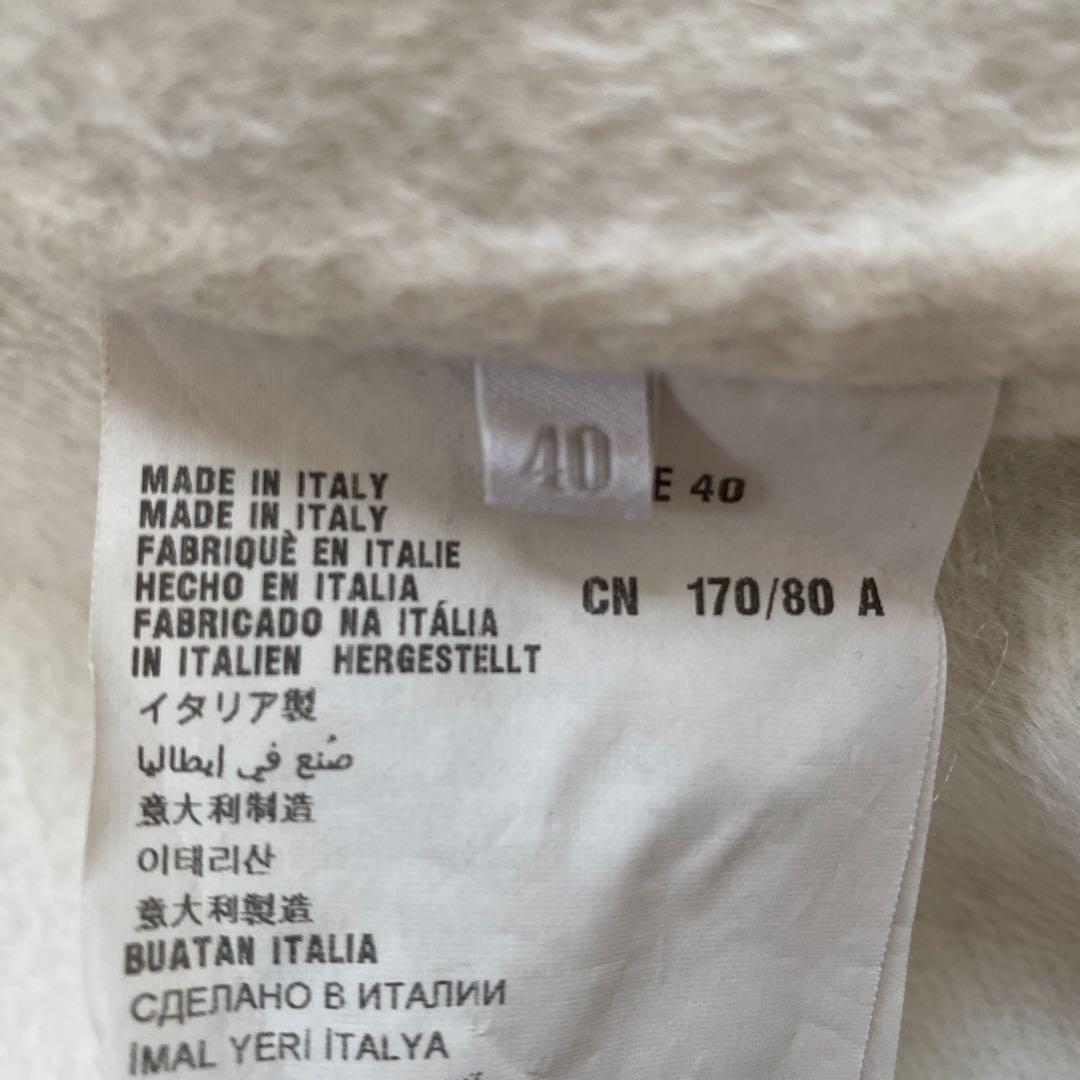 40
E 40
MADE IN ITALY
MADE IN ITALY
FABRIQUÈ EN ITALIE
HECHO EN ITALIA
FABRICADO NA ITÁLIA
IN ITALIEN HERGESTELLT
CN 170/80 A
イタリア製
صُنع في ايطاليا
意大利制造
이태리산
意大利製造
BUATAN ITALIA
СДЕЛАНО В ИТАЛИИ
İMAL YERİ İTALYA